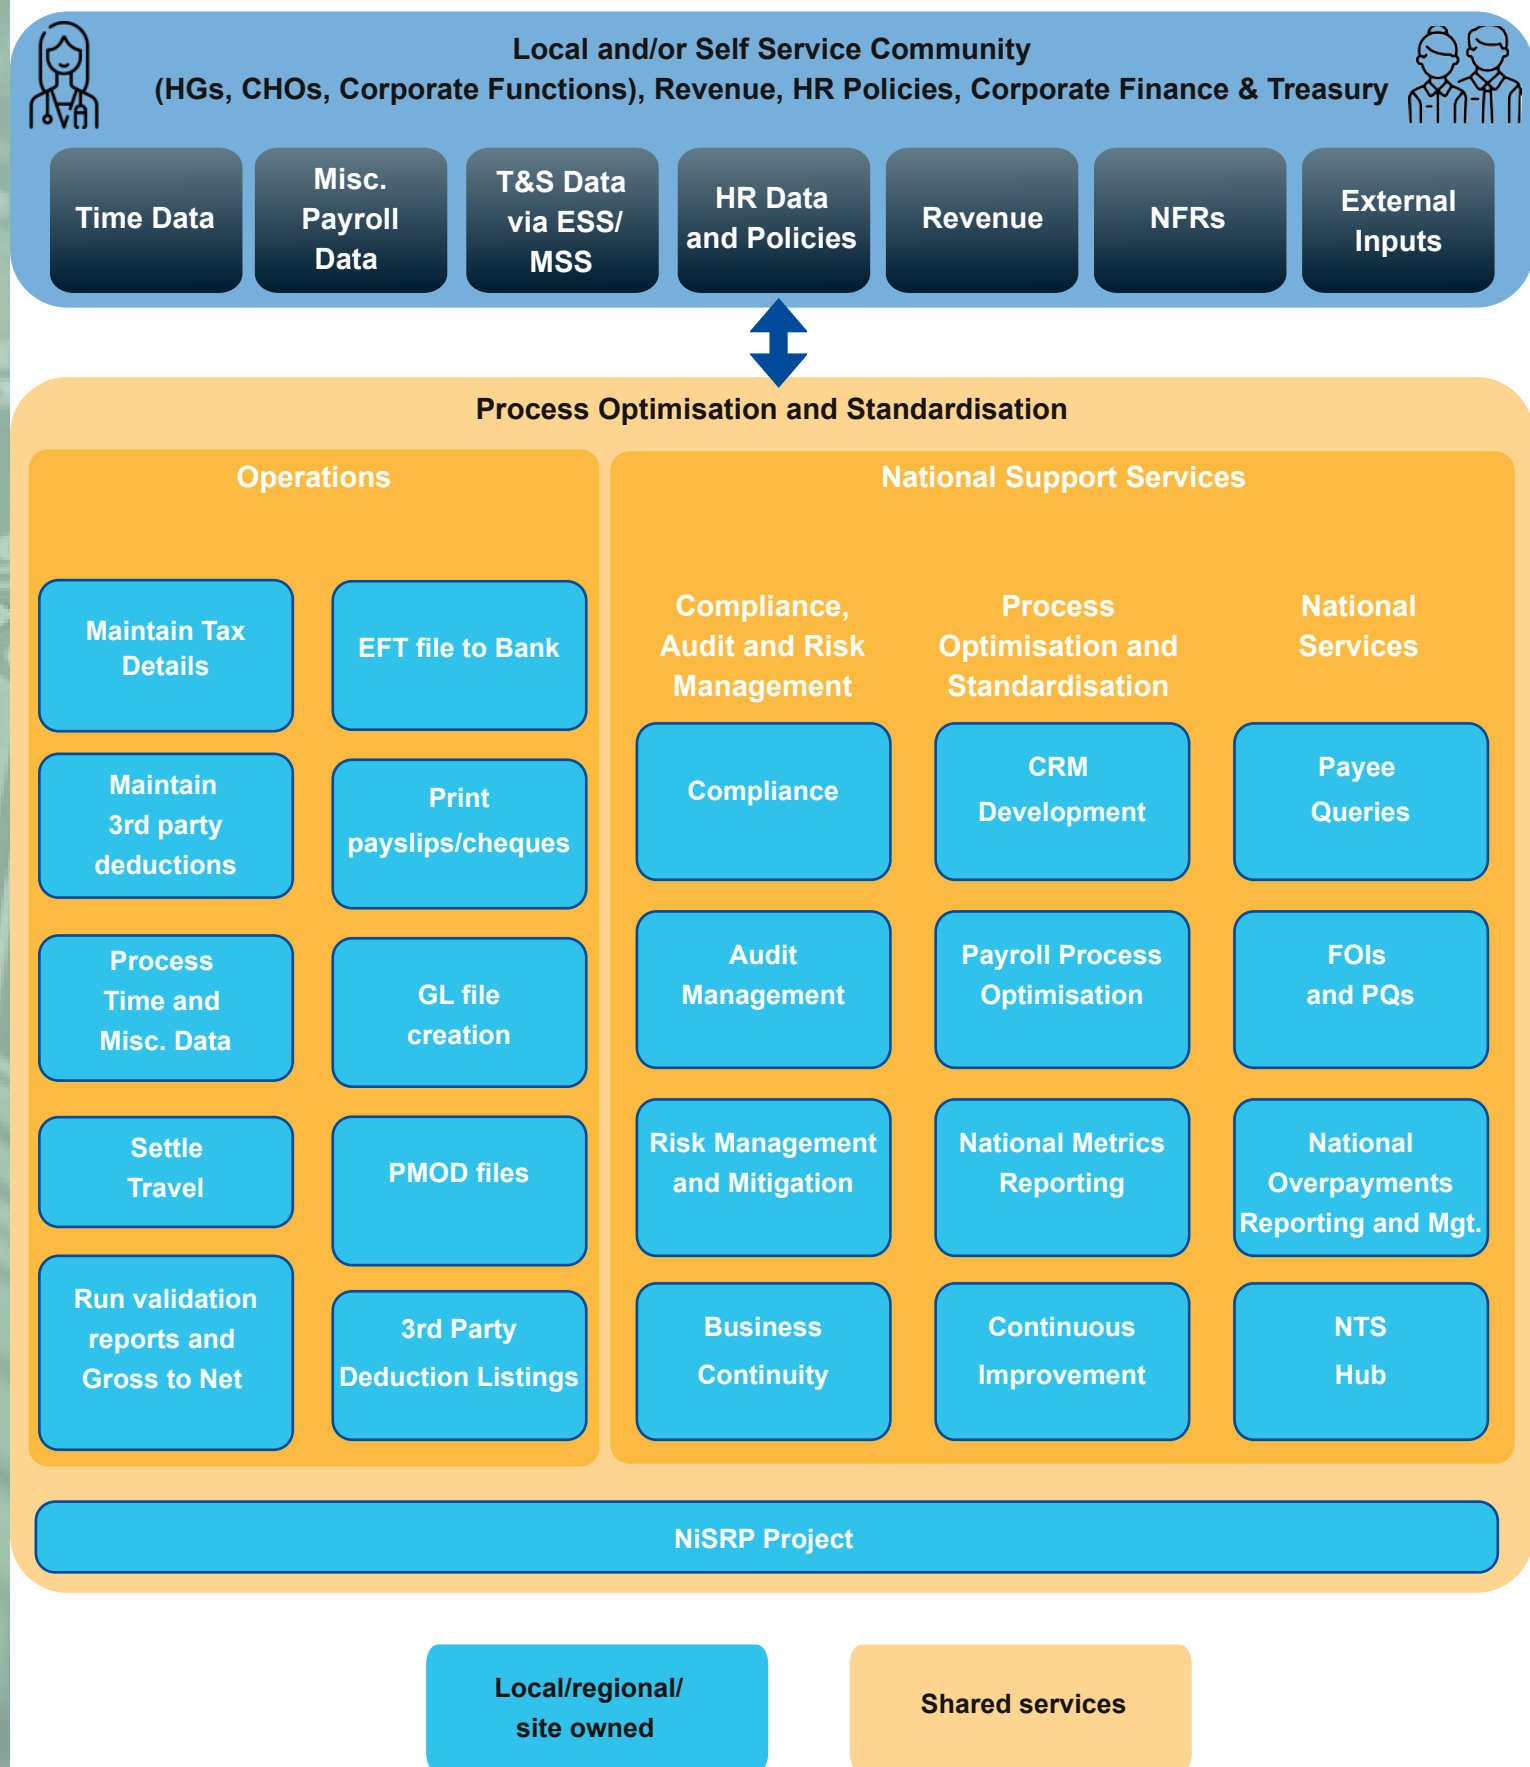 Local and/or Self Service Community
(HGs, CHOs, Corporate Functions), Revenue, HR Policies, Corporate Finance & Treasury
Time Data
Misc.
Payroll
Data
T&S Data
via ESS/
MSS
HR Data
and Policies
Revenue
NFRs
External
Inputs
Process Optimisation and Standardisation
Operations
Maintain Tax
Details
EFT file to Bank
Maintain
3rd party
deductions
Print
payslips/cheques
Process
Time and
Misc. Data
GL file
creation
Settle
Travel
PMOD files
Run validation
reports and
Gross to Net
3rd Party
Deduction Listings
National Support Services
Compliance,
Audit and Risk
Management
Process
Optimisation and
Standardisation
National
Services
Compliance
CRM
Development
Payee
Queries
Audit
Management
Payroll Process
Optimisation
FOIs
and PQs
Risk Management
and Mitigation
National Metrics
Reporting
National
Overpayments
Reporting and Mgt.
Business
Continuity
Continuous
Improvement
NTS
Hub
NiSRP Project
Local/regional/
site owned
Shared services